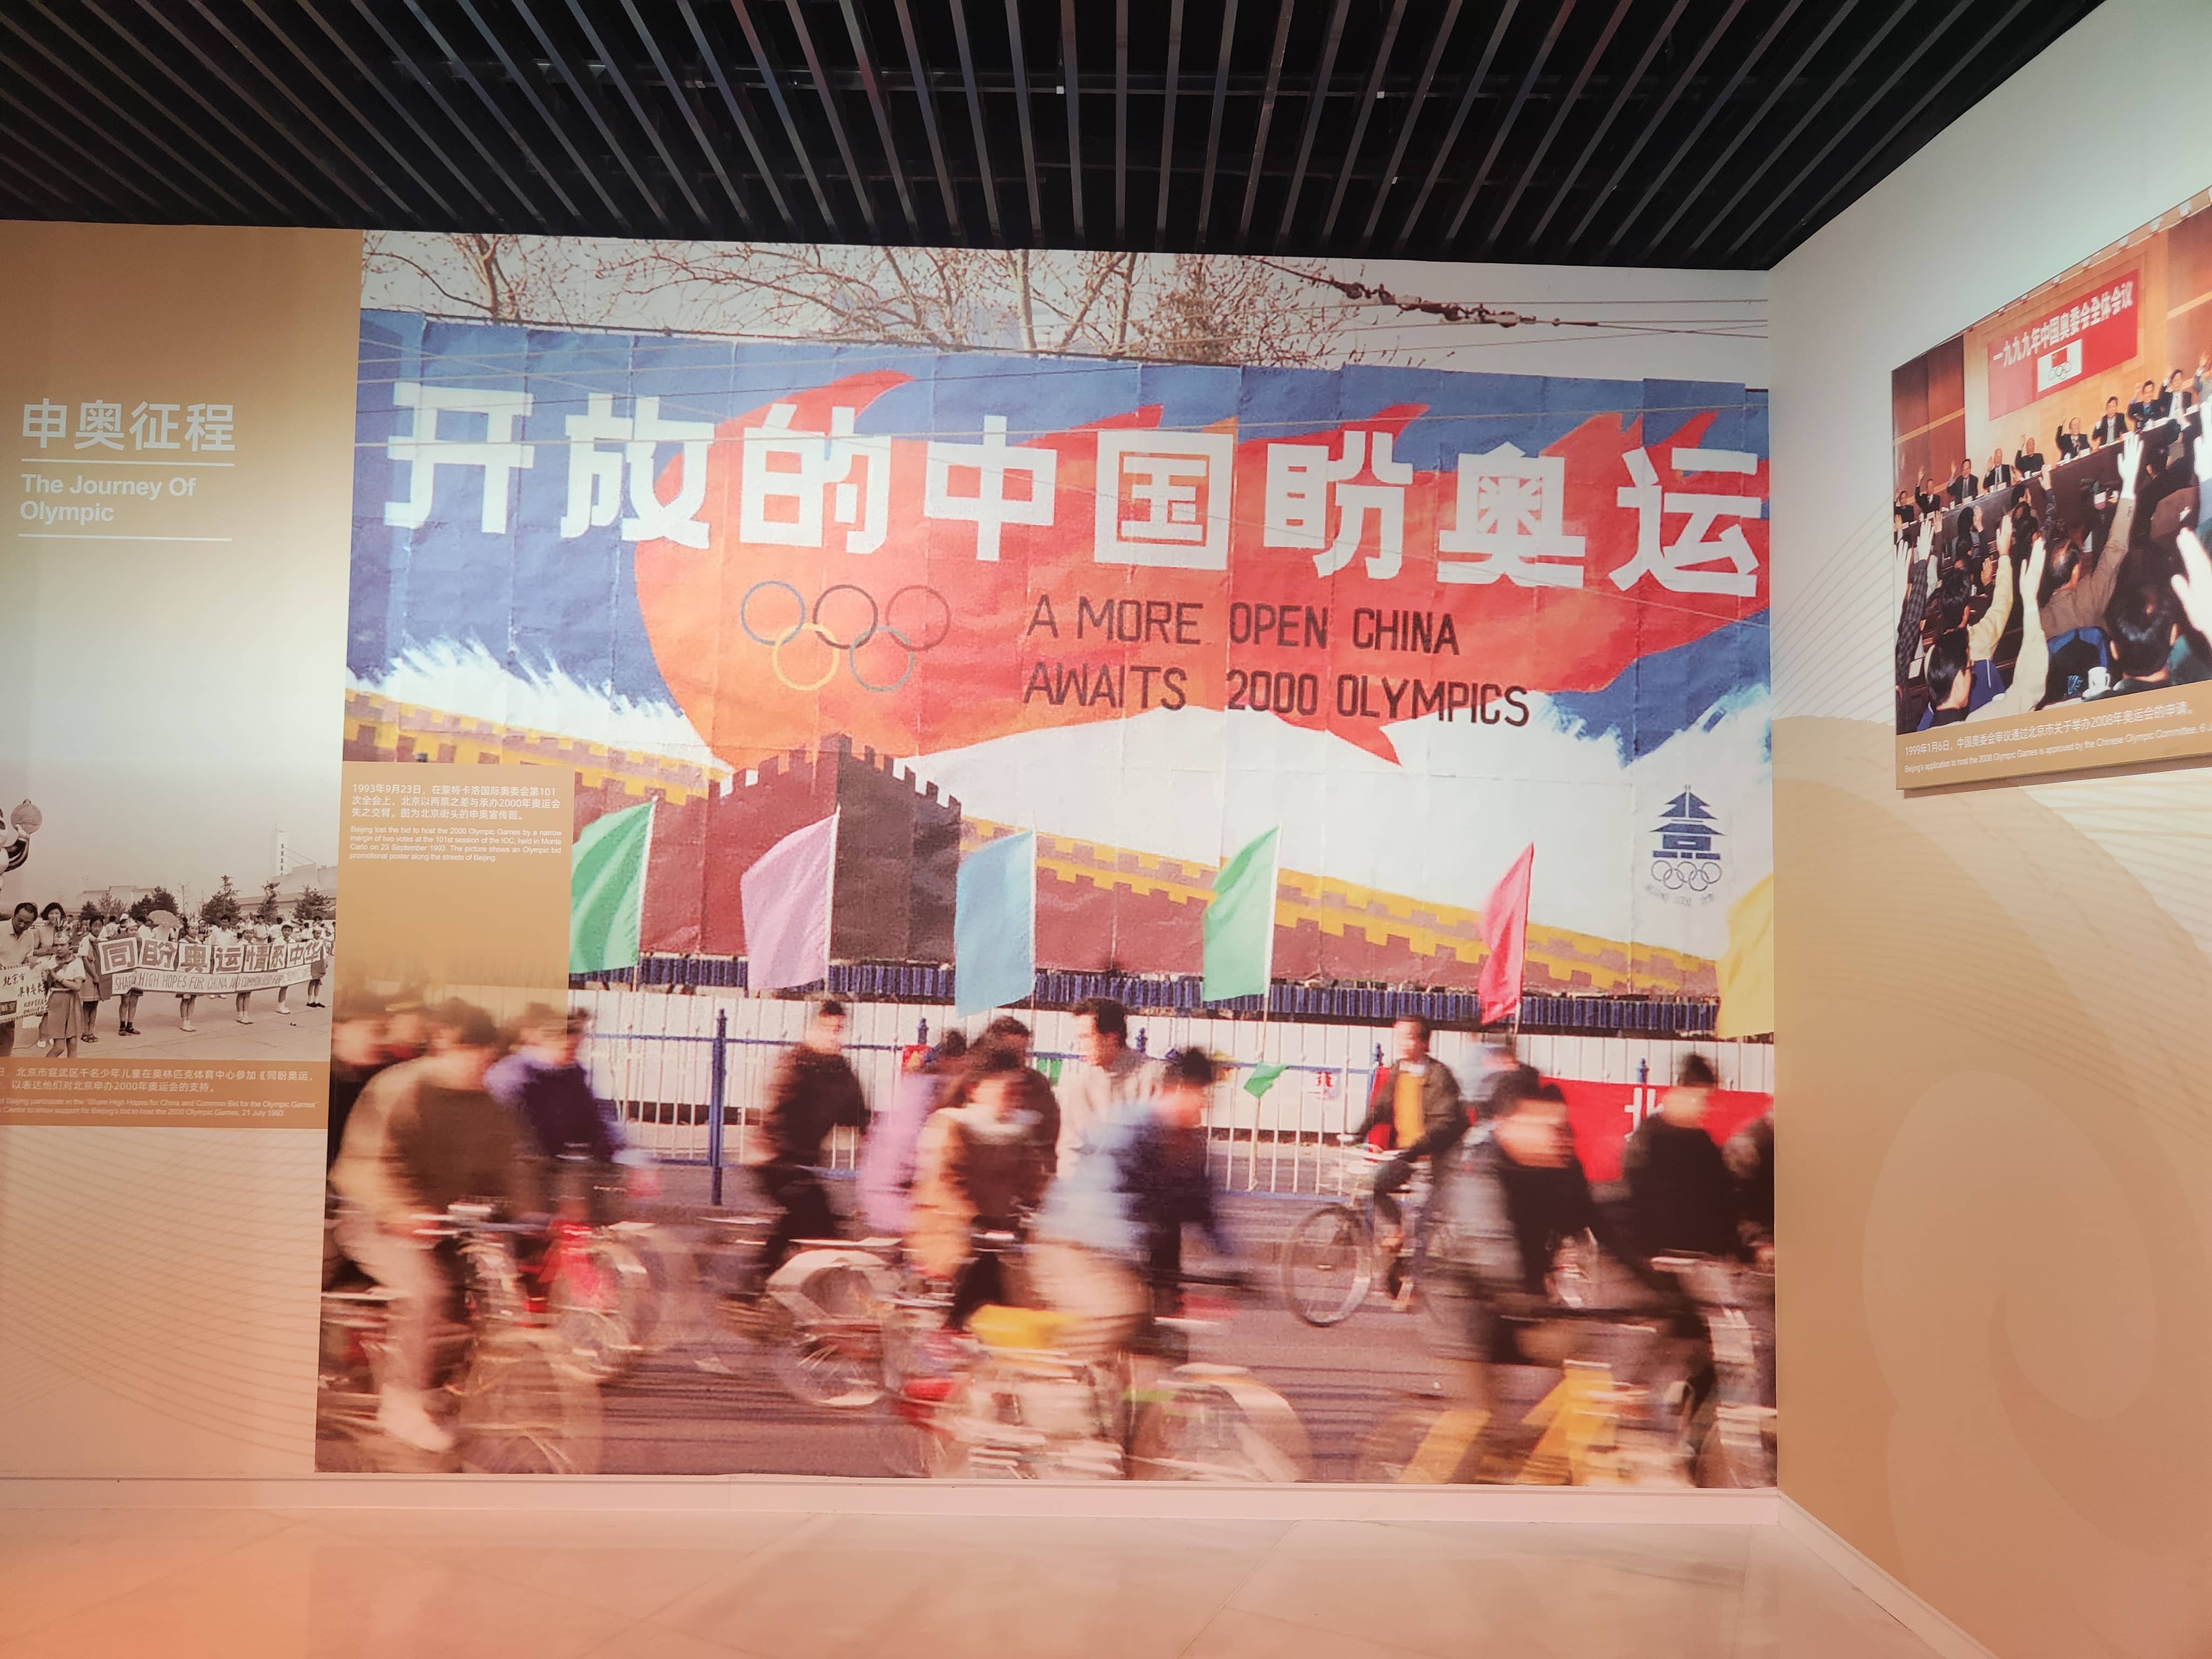 申奥征程
The Journey Of
Olympic
开放的中国盼奥运
A MORE OPEN CHINA
AWAITS 2000 OLYMPICS
1993年9月23日，在蒙特卡洛国际奥委会第101
次全会上，北京以两票之差与承办2000年奥运会
失之交臂。图为北京街头的申奥宣传画。
Beijing lost the bid to host the 2000 Olympic Games by a narrow
margin of two votes at the 101st session of the IOC, held in Monte
Carlo on 23 September 1993. The picture shows an Olympic bid
promotional poster along the streets of Beijing
同盼奥运情系中华
SHARE HIGH HOPES FOR CHINA AND COMMON BID FOR
北京市
日，北京市宣武区千名少年儿童在奥林匹克体育中心参加《同盼奥运，
，以表达他们对北京申办2000年奥运会的支持。
of Beijing participate in the "Share High Hopes for China and Common Bid for the Olympic Games"
Centre to show support for Beijing's bid to host the 2000 Olympic Games, 21 July 1993.
北
一九九九年中国奥委会全体会议
1999年1月6日，中国奥委会审议通过北京市关于举办2008年奥运会的申请。
Beijing's application to host the 2008 Olympic Games is approved by the Chinese Olympic Committee, 6